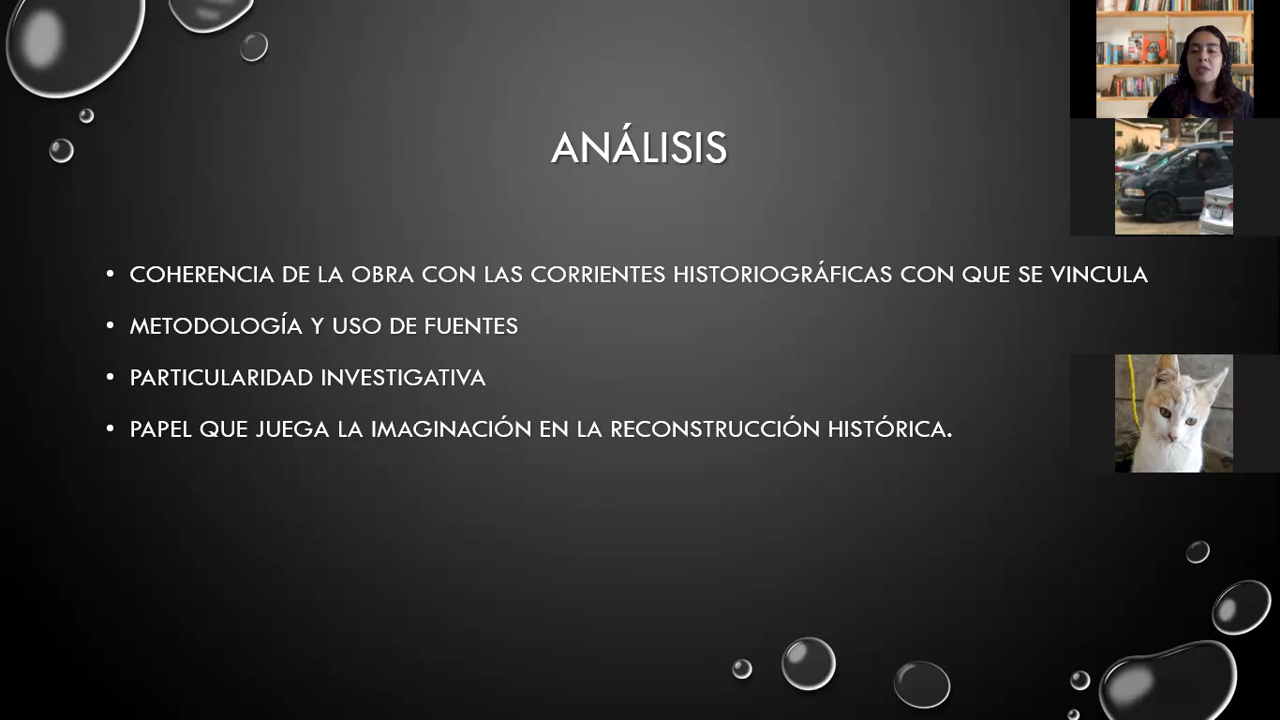 ANÁLISIS
• COHERENCIA DE LA OBRA CON LAS CORRIENTES HISTORIOGRÁFICAS CON QUE SE VINCULA
• METODOLOGÍA Y USO DE FUENTES
• PARTICULARIDAD INVESTIGATIVA
• PAPEL QUE JUEGA LA IMAGINACIÓN EN LA RECONSTRUCCIÓN HISTÓRICA.